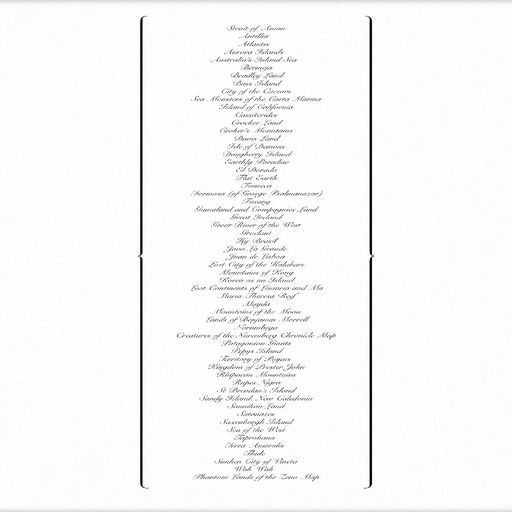 Strait of Anian
Antillia
Atlantis
Aurora Islands
Australia's Inland Sea
Bermeja
Bradley Land
Buss Island
City of the Caesars
Sea Monsters of the Carta Marina
Island of California
Cassiterides
Crocker Land
Croker's Mountains
Davis Land
Isle of Demons
Dougherty Island
Earthly Paradise
El Dorado
Flat Earth
Fonseca
Formosa (of George Psalmanazar)
Fusang
Gamaland and Compagnies Land
Great Ireland
Great River of the West
Groclant
Hy Brasil
Java La Grande
Juan de Lisboa
Lost City of the Kalahari
Mountains of Kong
Korea as an Island
Lost Continents of Lemuria and Mu
Maria Theresa Reef
Mayda
Mountains of the Moon
Lands of Benjamin Morrell
Norumbega
Creatures of the Nuremberg Chronicle Map
Patagonian Giants
Pepys Island
Territory of Poyais
Kingdom of Prester John
Rhipaean Mountains
Rupes Nigra
St Brendan's Island
Sandy Island, New Caledonia
Sannikov Land
Satanazes
Saxenburgh Island
Sea of the West
Taprobana
Terra Australis
Thule
Sunken City of Vineta
Wak Wak
Phantom Lands of the Zeno Map